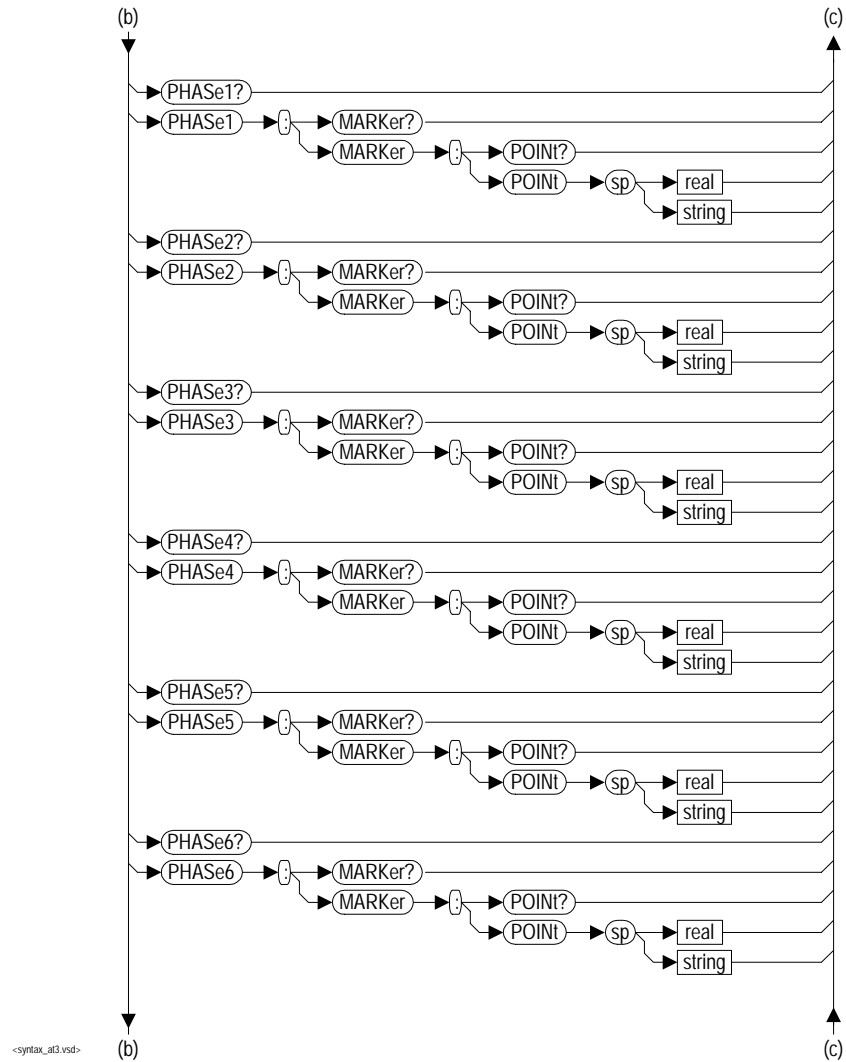 (b) (c)
PHASe1?
PHASe1 : MARKer?
MARKer : POINt?
POINt sp real
string
PHASe2?
PHASe2 : MARKer?
MARKer : POINt?
POINt sp real
string
PHASe3?
PHASe3 : MARKer?
MARKer : POINt?
POINt sp real
string
PHASe4?
PHASe4 : MARKer?
MARKer : POINt?
POINt sp real
string
PHASe5?
PHASe5 : MARKer?
MARKer : POINt?
POINt sp real
string
PHASe6?
PHASe6 : MARKer?
MARKer : POINt?
POINt sp real
string
<syntax_at3.vsd> (b) (c)